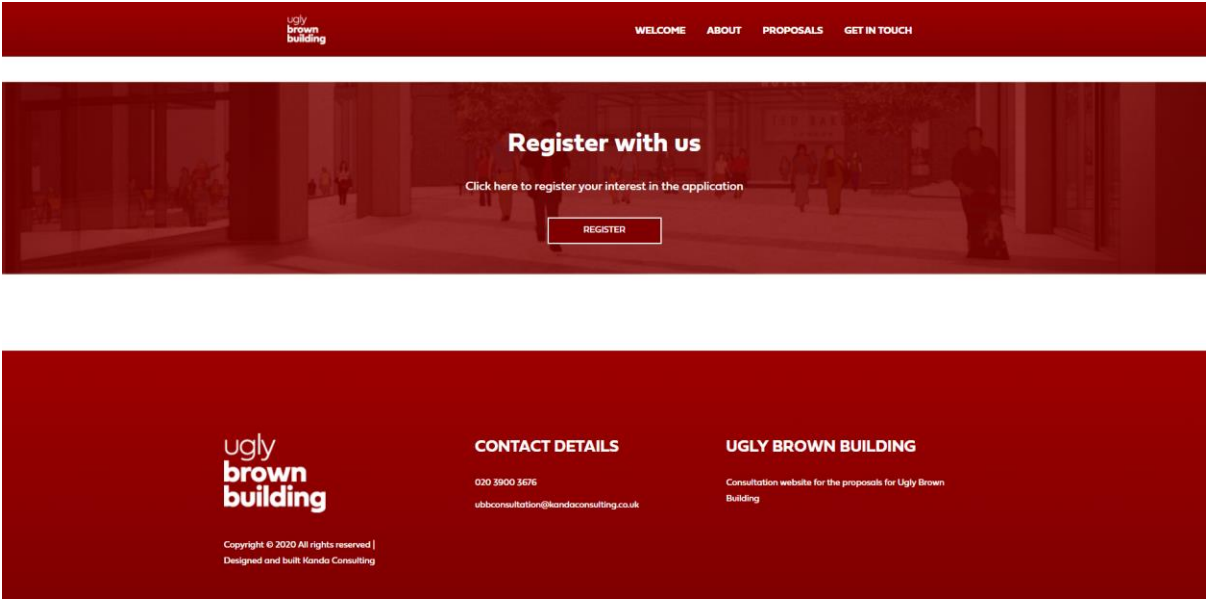 ugly
brown
building
WELCOME ABOUT PROPOSALS GET IN TOUCH
Register with us
Click here to register your interest in the application
REGISTER
ugly
brown
building
Copyright © 2020 All rights reserved |
Designed and built Kanda Consulting
CONTACT DETAILS
020 3900 3676
ubbconsultation@kandaconsulting.co.uk
UGLY BROWN BUILDING
Consultation website for the proposals for Ugly Brown
Building